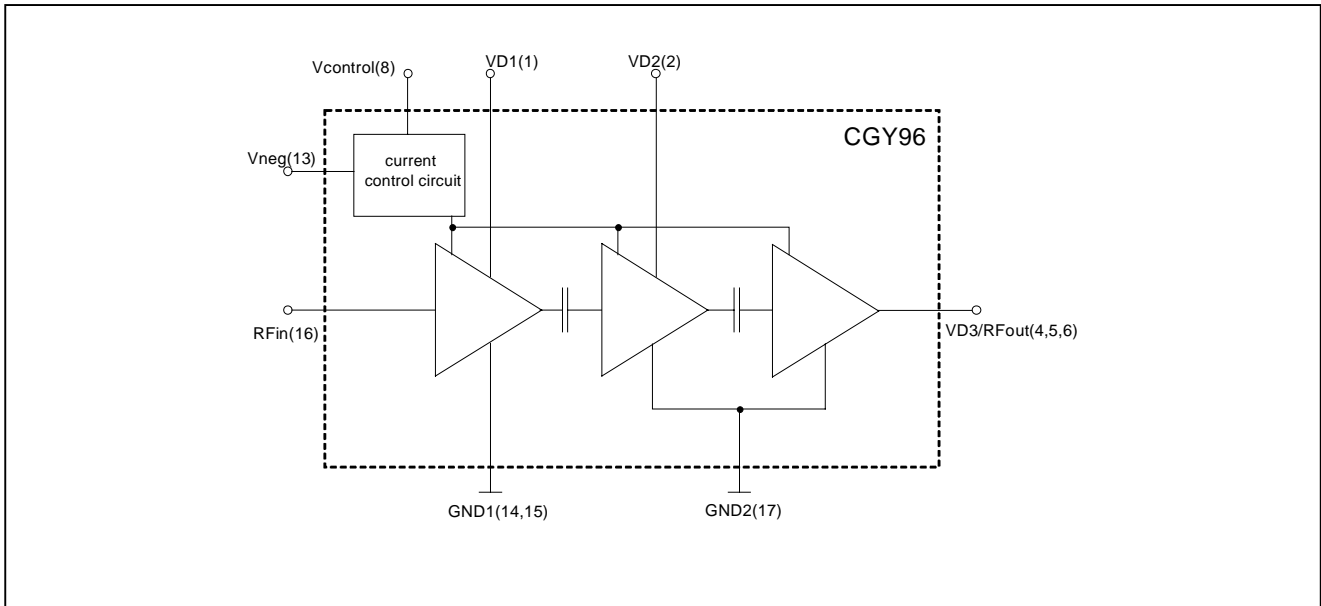 Vcontrol(8)
VD1(1)
VD2(2)
CGY96
Vneg(13)
current
control circuit
RFin(16)
VD3/RFout(4,5,6)
GND1(14,15)
GND2(17)